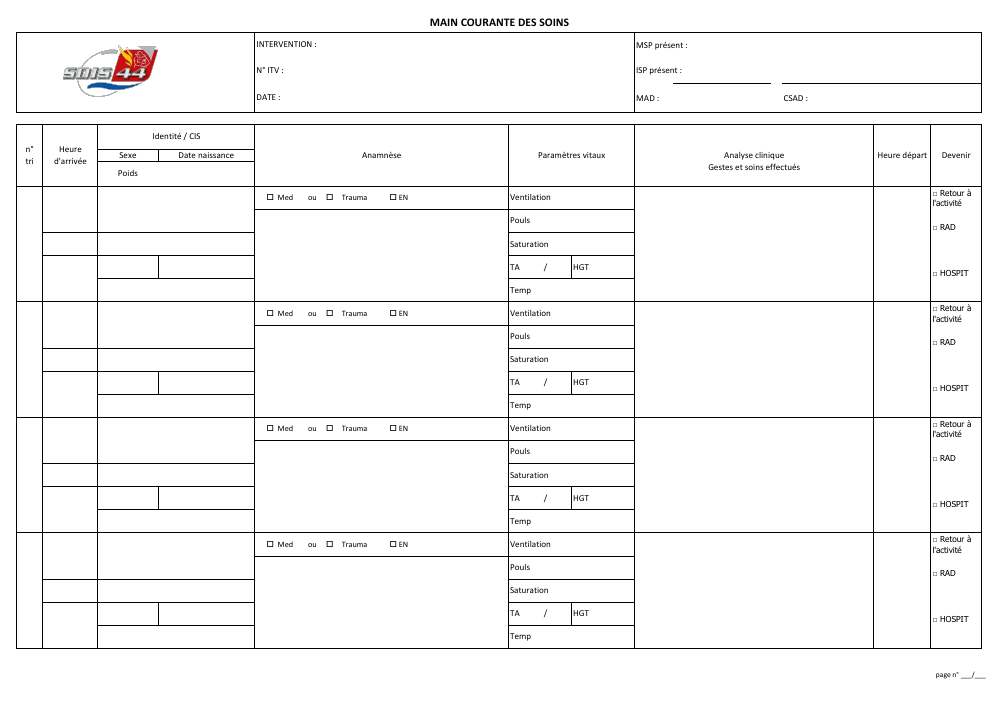 MAIN COURANTE DES SOINS
SDIS 44
INTERVENTION :
N° ITV :
DATE :
MSP présent :
ISP présent :
MAD :
CSAD :
n° tri
Heure d'arrivée
Identité / CIS
Sexe
Date naissance
Poids
Anamnèse
Paramètres vitaux
Analyse clinique
Gestes et soins effectués
Heure départ
Devenir
☐ Med ou ☐ Trauma ☐ EN
Ventilation
Pouls
Saturation
TA / HGT
Temp
□ Retour à
l'activité
□ RAD
□ HOSPIT
☐ Med ou ☐ Trauma ☐ EN
Ventilation
Pouls
Saturation
TA / HGT
Temp
□ Retour à
l'activité
□ RAD
□ HOSPIT
☐ Med ou ☐ Trauma ☐ EN
Ventilation
Pouls
Saturation
TA / HGT
Temp
□ Retour à
l'activité
□ RAD
□ HOSPIT
☐ Med ou ☐ Trauma ☐ EN
Ventilation
Pouls
Saturation
TA / HGT
Temp
□ Retour à
l'activité
□ RAD
□ HOSPIT
page n° ___/___